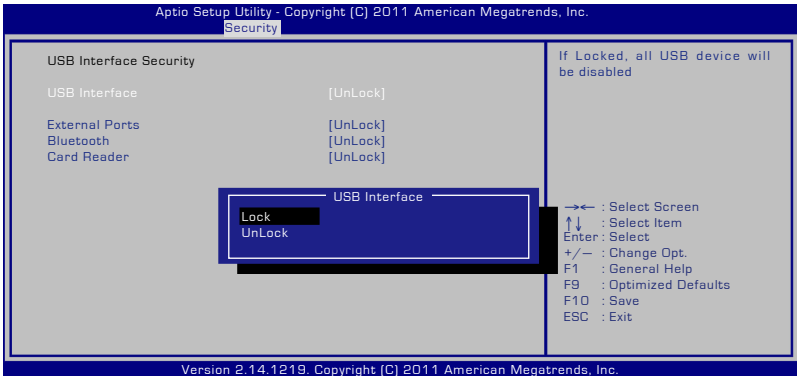 Aptio Setup Utility - Copyright (C) 2011 American Megatrends, Inc.
Security
USB Interface Security
USB Interface [UnLock]
External Ports [UnLock]
Bluetooth [UnLock]
Card Reader [UnLock]
USB Interface
Lock
UnLock
If Locked, all USB device will
be disabled
→← : Select Screen
↑↓ : Select Item
Enter : Select
+/— : Change Opt.
F1 : General Help
F9 : Optimized Defaults
F10 : Save
ESC : Exit
Version 2.14.1219. Copyright (C) 2011 American Megatrends, Inc.